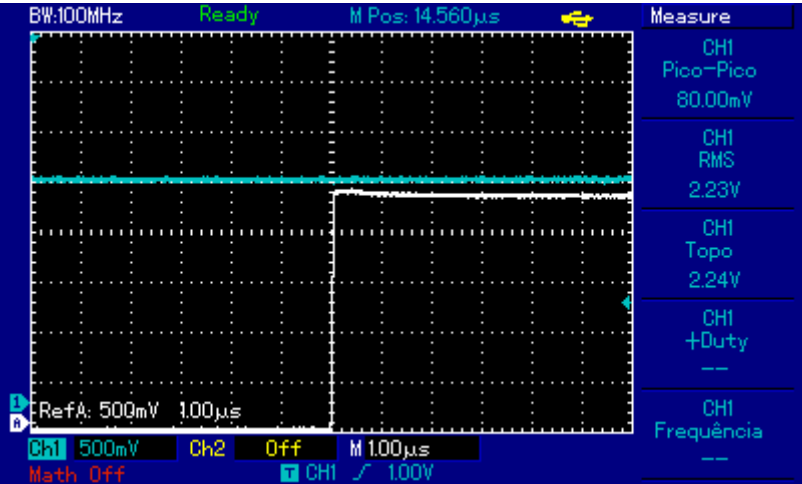 BW:100MHz Ready M Pos: 14.560µs Measure
CH1
Pico-Pico
80.00mV
CH1
RMS
2.23V
CH1
Topo
2.24V
CH1
+Duty
--
CH1
Frequência
--
1
A
RefA: 500mV 1.00µs
Ch1 500mV Ch2 Off M 1.00µs
Math Off T CH1 1.00V